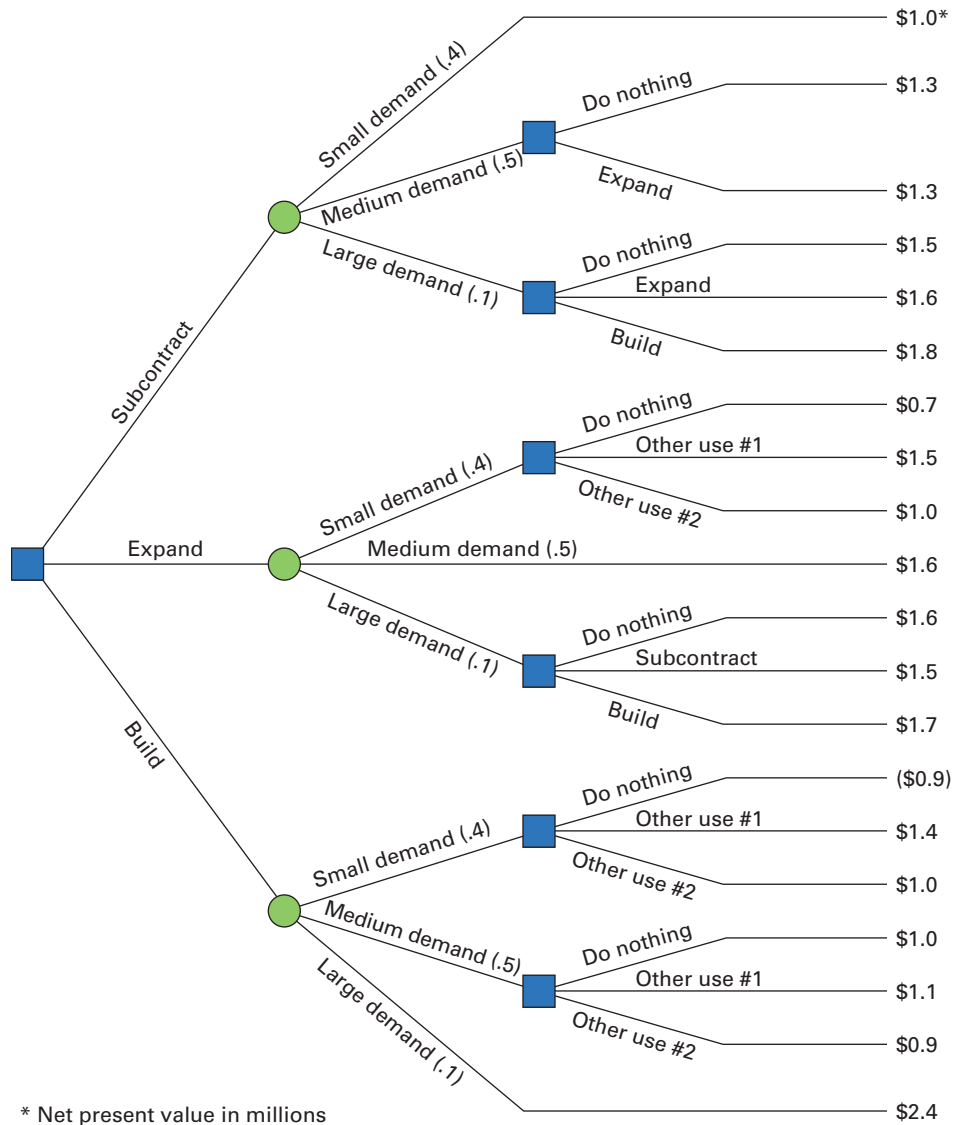 $1.0*
Small demand (.4)
Do nothing
$1.3
Medium demand (.5)
Expand
$1.3
Large demand (.1)
Do nothing
$1.5
Expand
$1.6
Build
$1.8
Subcontract
Do nothing
$0.7
Small demand (.4)
Other use #1
$1.5
Other use #2
$1.0
Expand
Medium demand (.5)
$1.6
Large demand (.1)
Do nothing
$1.6
Subcontract
$1.5
Build
$1.7
Build
Do nothing
($0.9)
Small demand (.4)
Other use #1
$1.4
Other use #2
$1.0
Medium demand (.5)
Do nothing
$1.0
Other use #1
$1.1
Other use #2
$0.9
Large demand (.1)
$2.4
* Net present value in millions